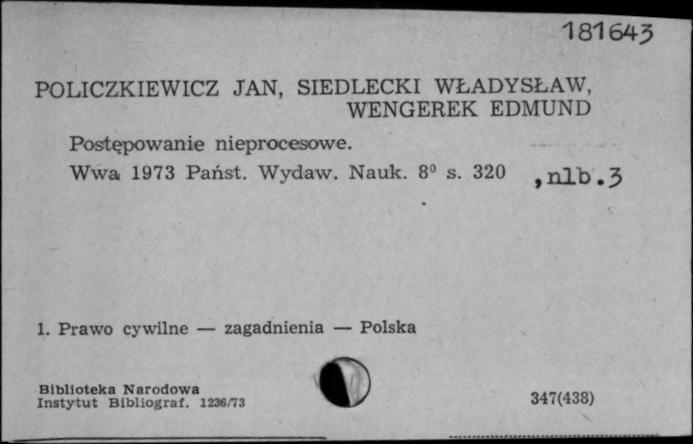 181643
POLICZKIEWICZ JAN, SIEDLECKI WŁADYSŁAW,
WENGEREK EDMUND
Postępowanie nieprocesowe.
Wwa 1973 Państ. Wydaw. Nauk. 8⁰ s. 320 , nlb. 3
1. Prawo cywilne — zagadnienia — Polska
Biblioteka Narodowa
Instytut Bibliograf. 1236/73
347(438)